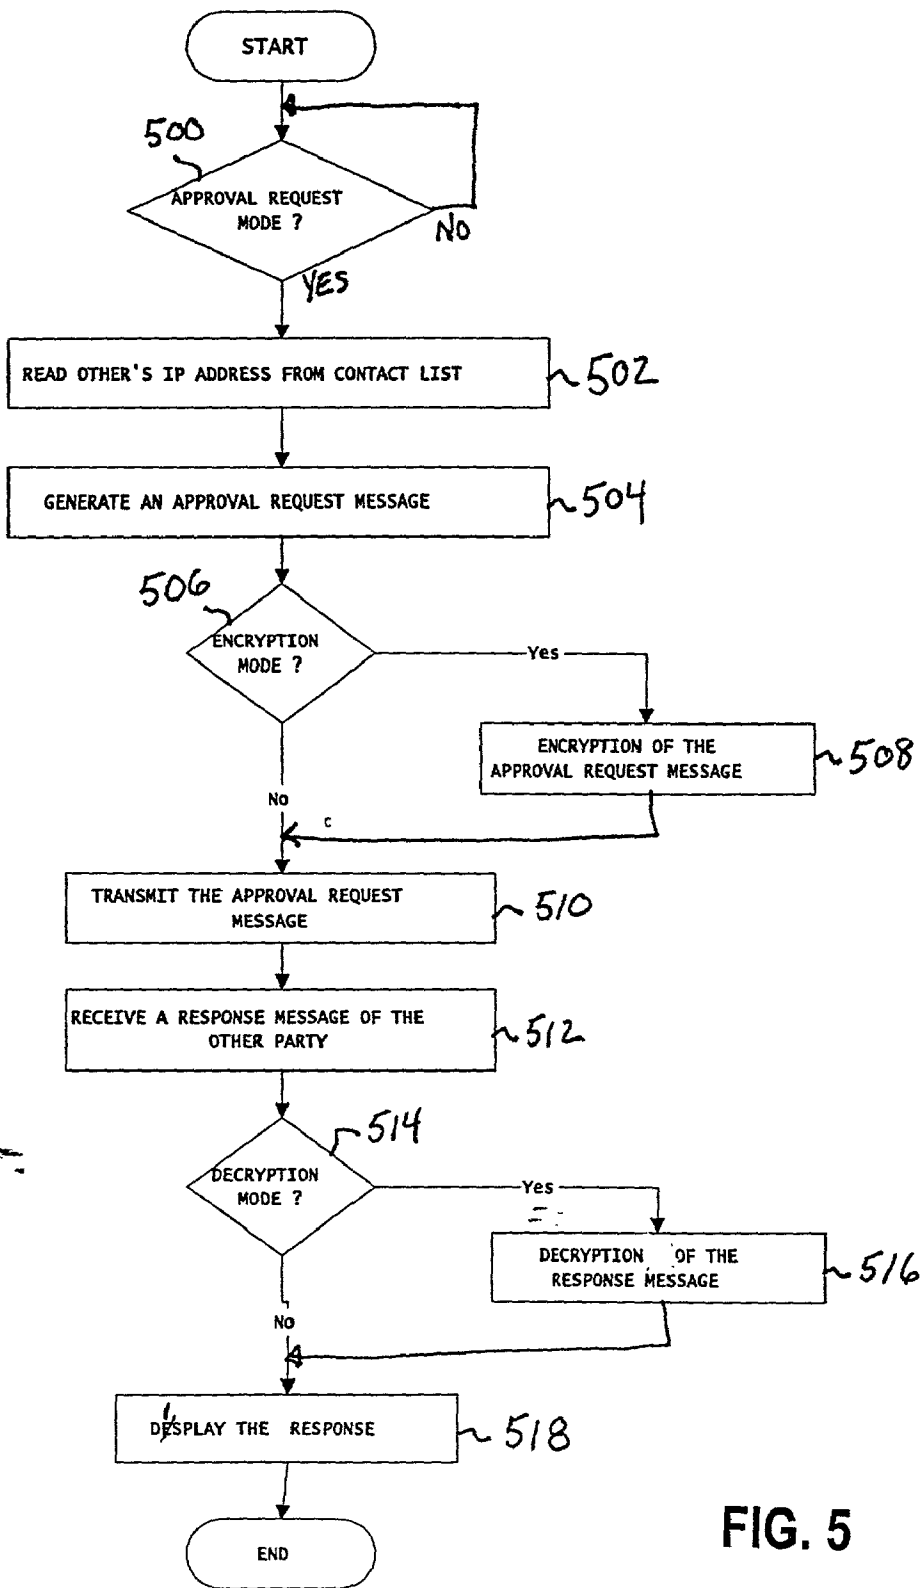 START
500
APPROVAL REQUEST
MODE ?
NO
YES
READ OTHER'S IP ADDRESS FROM CONTACT LIST
502
GENERATE AN APPROVAL REQUEST MESSAGE
504
506
ENCRYPTION
MODE ?
Yes
ENCRYPTION OF THE
APPROVAL REQUEST MESSAGE
508
No
c
TRANSMIT THE APPROVAL REQUEST
MESSAGE
510
RECEIVE A RESPONSE MESSAGE OF THE
OTHER PARTY
512
514
DECRYPTION
MODE ?
Yes
DECRYPTION OF THE
RESPONSE MESSAGE
516
No
DISPLAY THE RESPONSE
518
END
FIG. 5